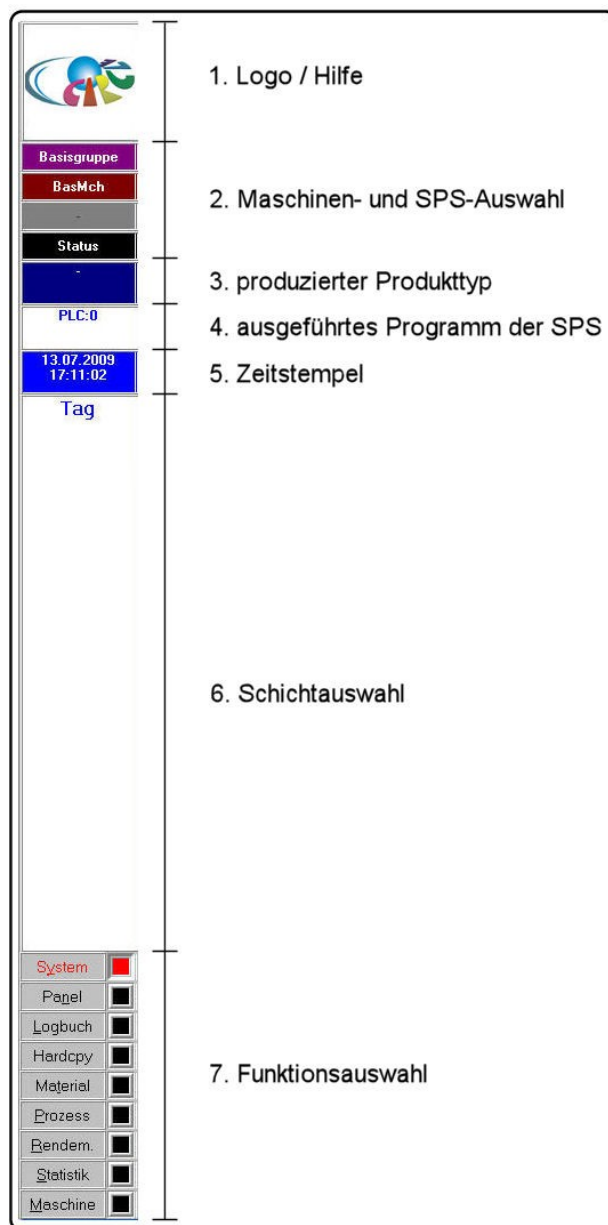 1. Logo / Hilfe
Basisgruppe
BasMch
-
Status
2. Maschinen- und SPS-Auswahl
-
3. produzierter Produkttyp
PLC:0
4. ausgeführtes Programm der SPS
13.07.2009
17:11:02
5. Zeitstempel
Tag
6. Schichtauswahl
System
Panel
Logbuch
Hardcpy
Material
Prozess
Rendem.
Statistik
Maschine
7. Funktionsauswahl